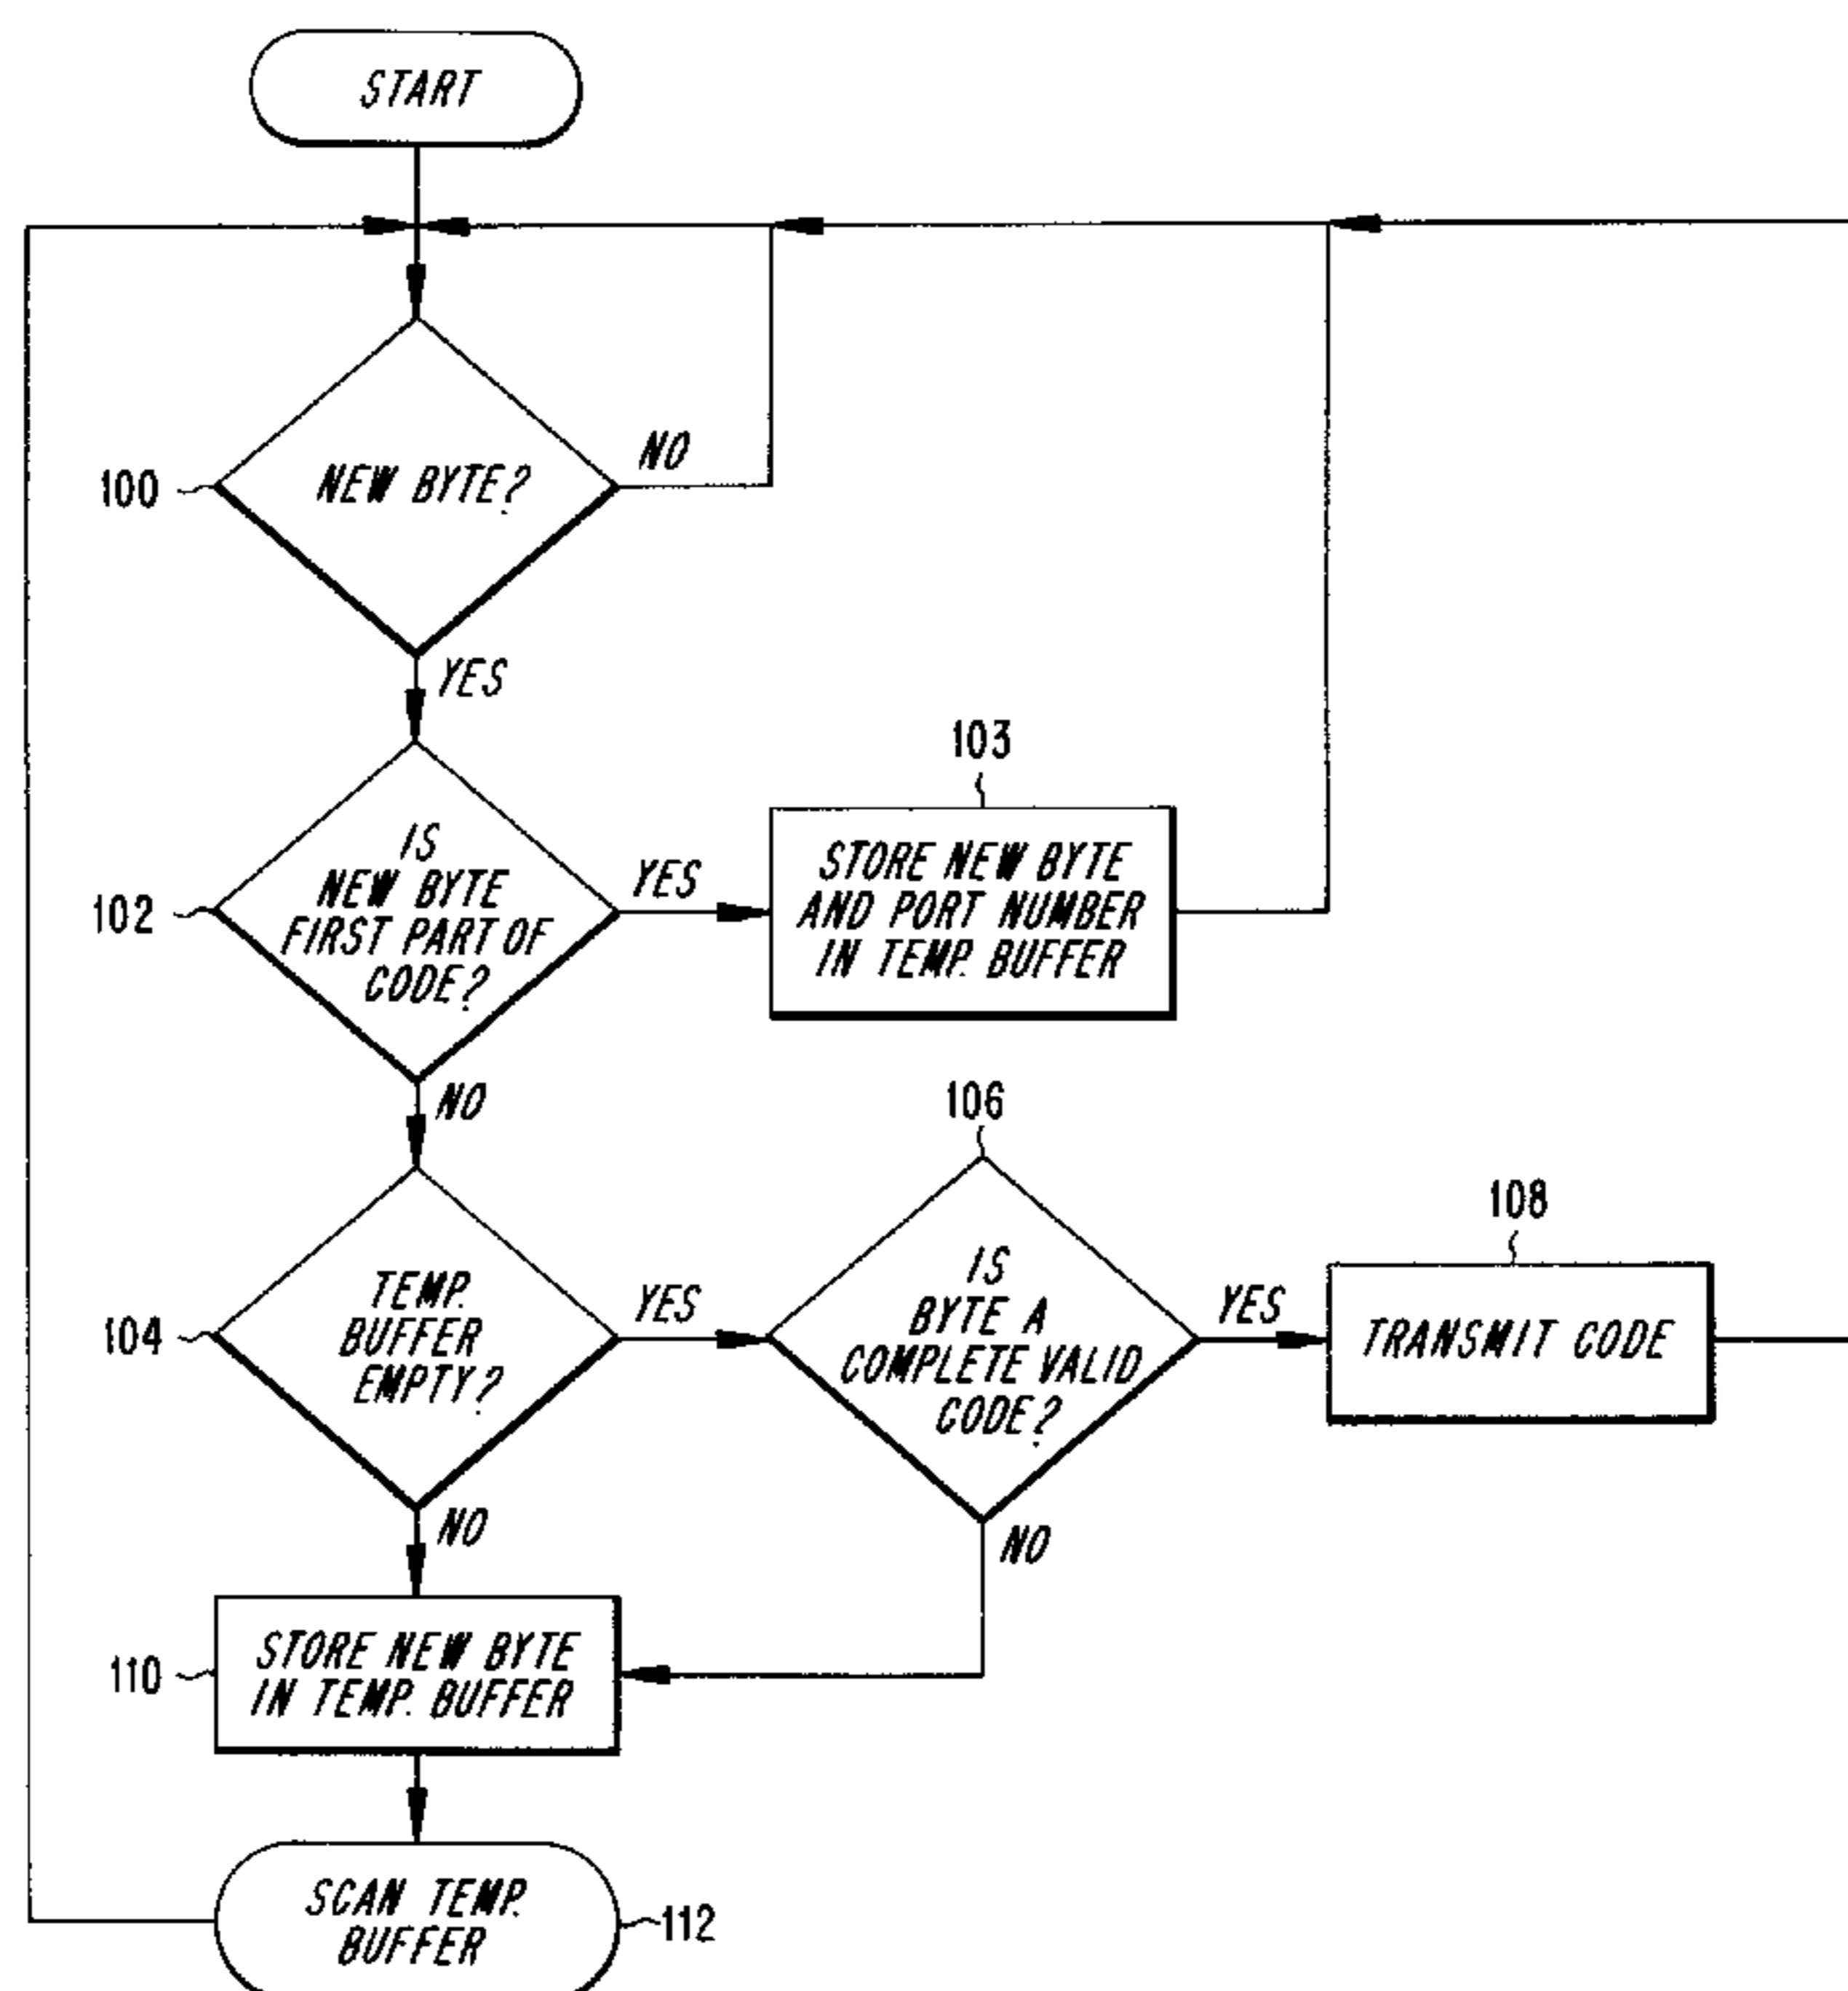 START
100
NEW BYTE?
NO
YES
102
IS
NEW BYTE
FIRST PART OF
CODE?
YES
103
STORE NEW BYTE
AND PORT NUMBER
IN TEMP. BUFFER
NO
104
TEMP.
BUFFER
EMPTY?
YES
106
IS
BYTE A
COMPLETE VALID
CODE?
YES
108
TRANSMIT CODE
NO
NO
110
STORE NEW BYTE
IN TEMP. BUFFER
SCAN TEMP.
BUFFER
112